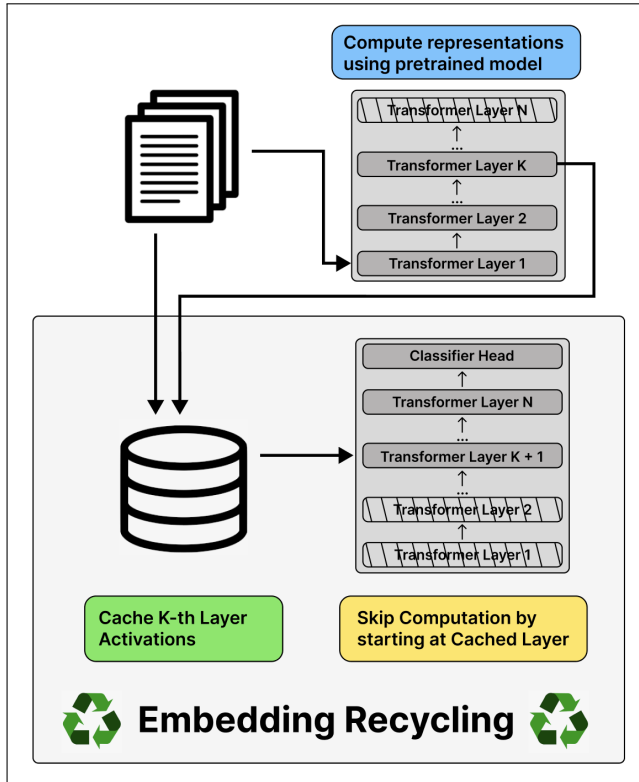 Compute representations
using pretrained model
Transformer Layer N
...
Transformer Layer K
...
Transformer Layer 2
Transformer Layer 1
Classifier Head
Transformer Layer N
...
Transformer Layer K + 1
...
Transformer Layer 2
Transformer Layer 1
Cache K-th Layer
Activations
Skip Computation by
starting at Cached Layer
Embedding Recycling